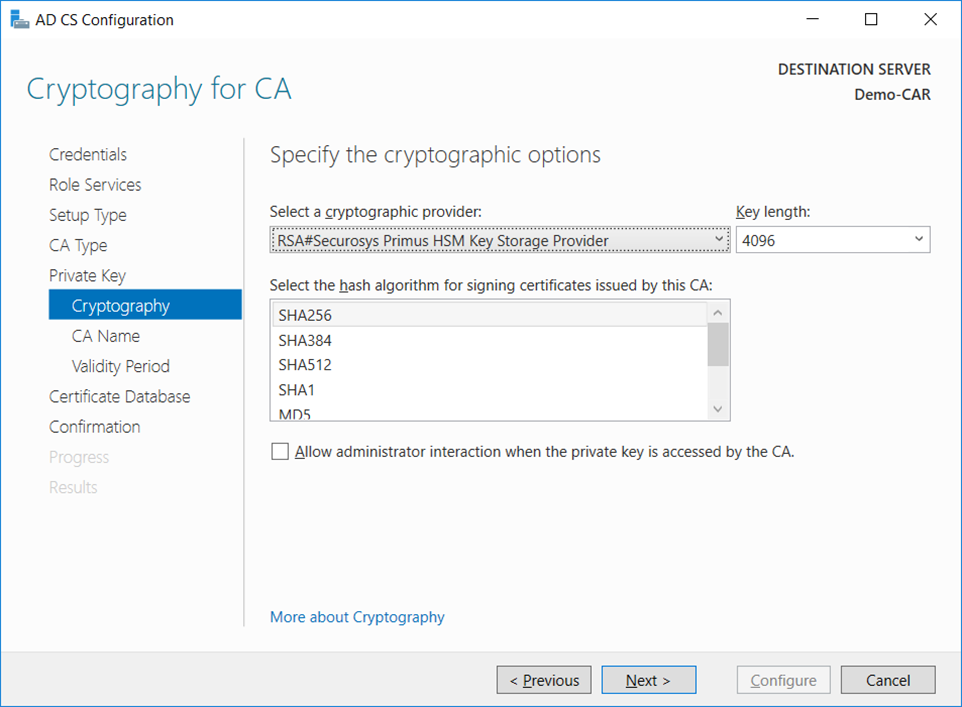 AD CS Configuration
Cryptography for CA
DESTINATION SERVER
Demo-CAR
Credentials
Role Services
Setup Type
CA Type
Private Key
Cryptography
CA Name
Validity Period
Certificate Database
Confirmation
Progress
Results
Specify the cryptographic options
Select a cryptographic provider:
Key length:
RSA#Securosys Primus HSM Key Storage Provider
4096
Select the hash algorithm for signing certificates issued by this CA:
SHA256
SHA384
SHA512
SHA1
MD5
Allow administrator interaction when the private key is accessed by the CA.
More about Cryptography
< Previous
Next >
Configure
Cancel